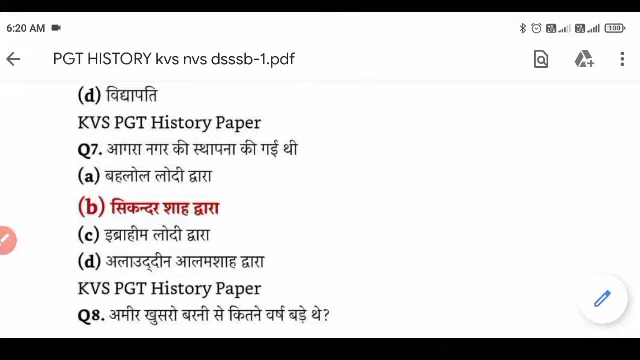 6:20 AM
100
PGT HISTORY kvs nvs dsssb-1.pdf
(d) विद्यापति
KVS PGT History Paper
Q7. आगरा नगर की स्थापना की गई थी
(a) बहलोल लोदी द्वारा
(b) सिकन्दर शाह द्वारा
(c) इब्राहीम लोदी द्वारा
(d) अलाउद्दीन आलमशाह द्वारा
KVS PGT History Paper
Q8. अमीर खुसरो बरनी से कितने वर्ष बड़े थे?